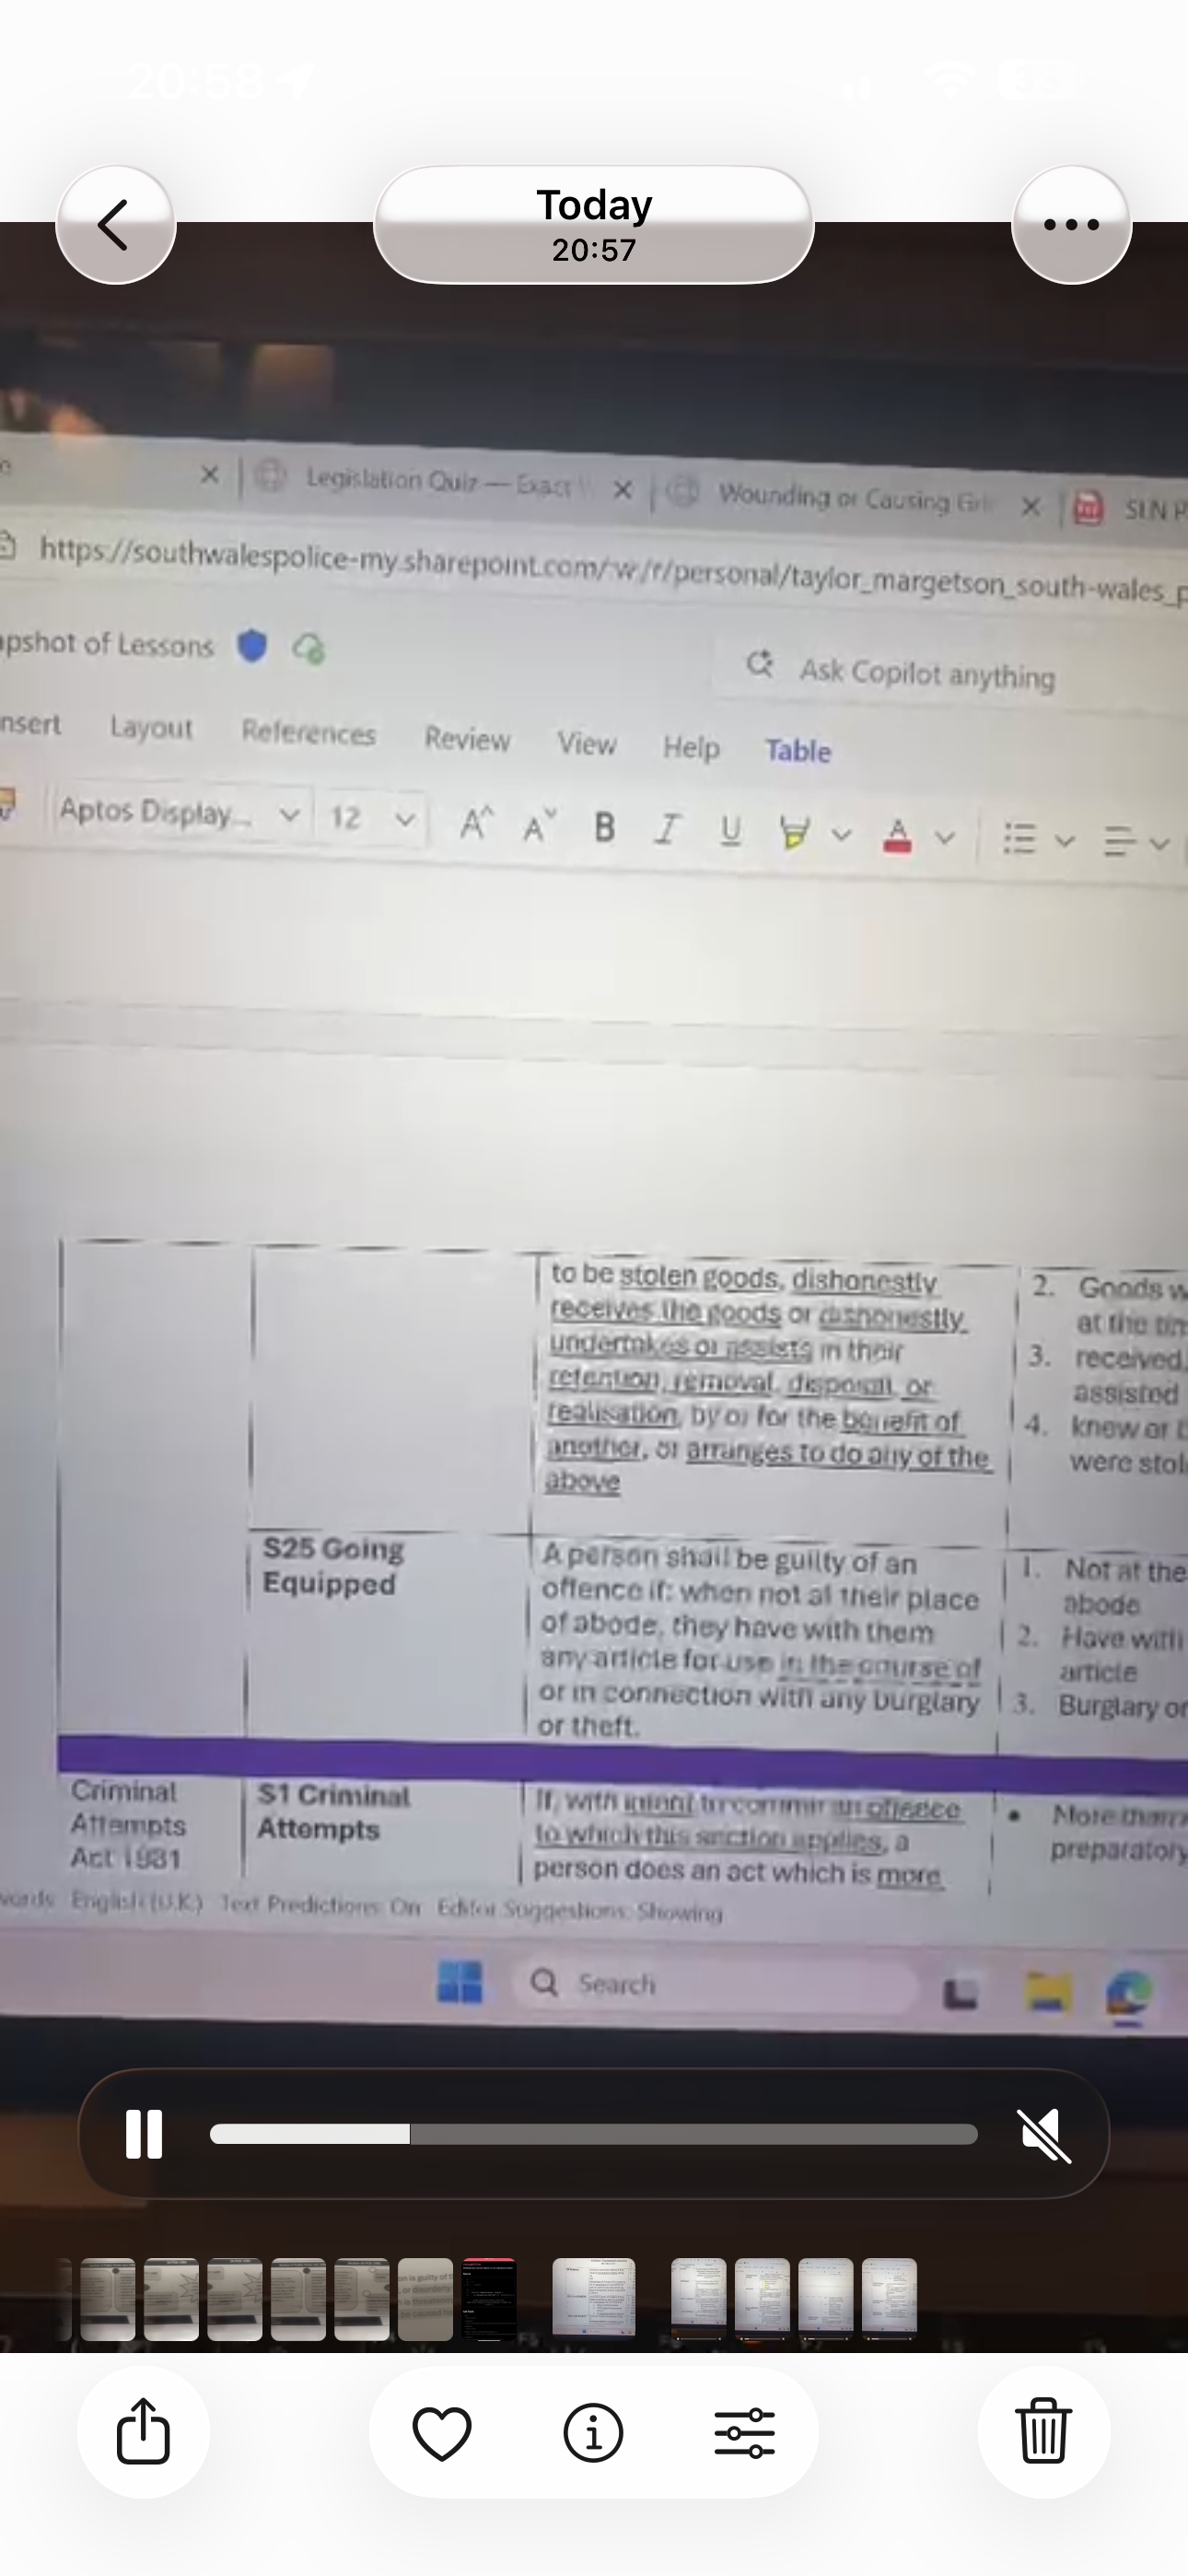 20:58
Today
20:57
Legislation Quiz — Exact
Wounding or Causing
SLN P
https://southwalespolice-my.sharepoint.com/:w:/r/personal/taylor_margetson_south-wales_p
apshot of Lessons
Ask Copilot anything
nsert Layout References Review View Help Table
Aptos Display... 12
to be stolen goods, dishonestly
receives the goods or dishonestly
undertakes or assists in their
retention, removal, disposal, or
realisation, by or for the benefit of
another, or arranges to do any of the
above
2. Goods w
at the
3. received,
assisted
4. knew or
were stol
S25 Going
Equipped
A person shall be guilty of an
offence if: when not at their place
of abode, they have with them
any article for use in the course of
or in connection with any burglary
or theft.
1. Not at the
abode
2. Have with
article
3. Burglary or
Criminal
Attempts
Act 1981
S1 Criminal
Attempts
If, with intent to commit an offence
to which this section applies, a
person does an act which is more
• More than
preparatory
words English (U.K.) Text Predictions: On Editor Suggestions: Showing
Search